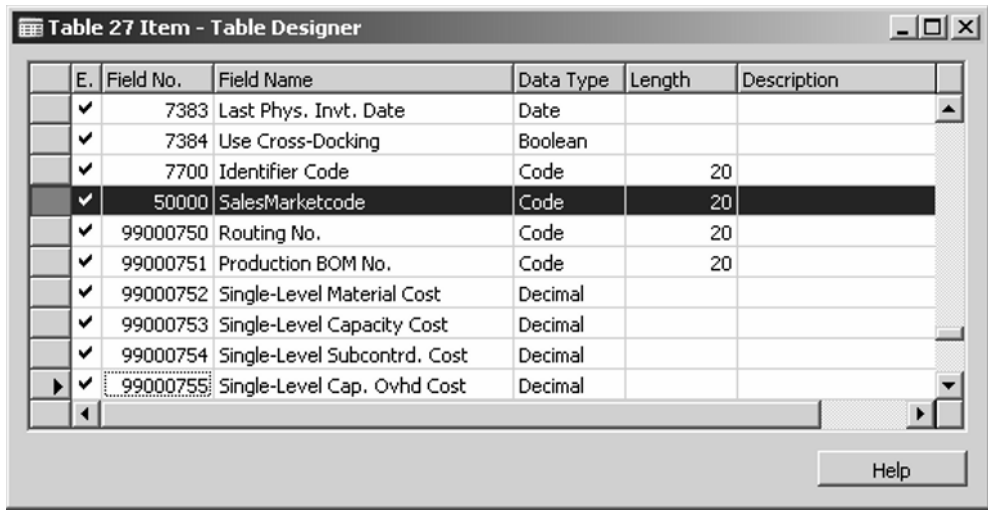 Table 27 Item - Table Designer
E. Field No. Field Name Data Type Length Description
7383 Last Phys. Invt. Date Date
7384 Use Cross-Docking Boolean
7700 Identifier Code Code 20
50000 SalesMarketcode Code 20
99000750 Routing No. Code 20
99000751 Production BOM No. Code 20
99000752 Single-Level Material Cost Decimal
99000753 Single-Level Capacity Cost Decimal
99000754 Single-Level Subcontrd. Cost Decimal
99000755 Single-Level Cap. Ovhd Cost Decimal
Help